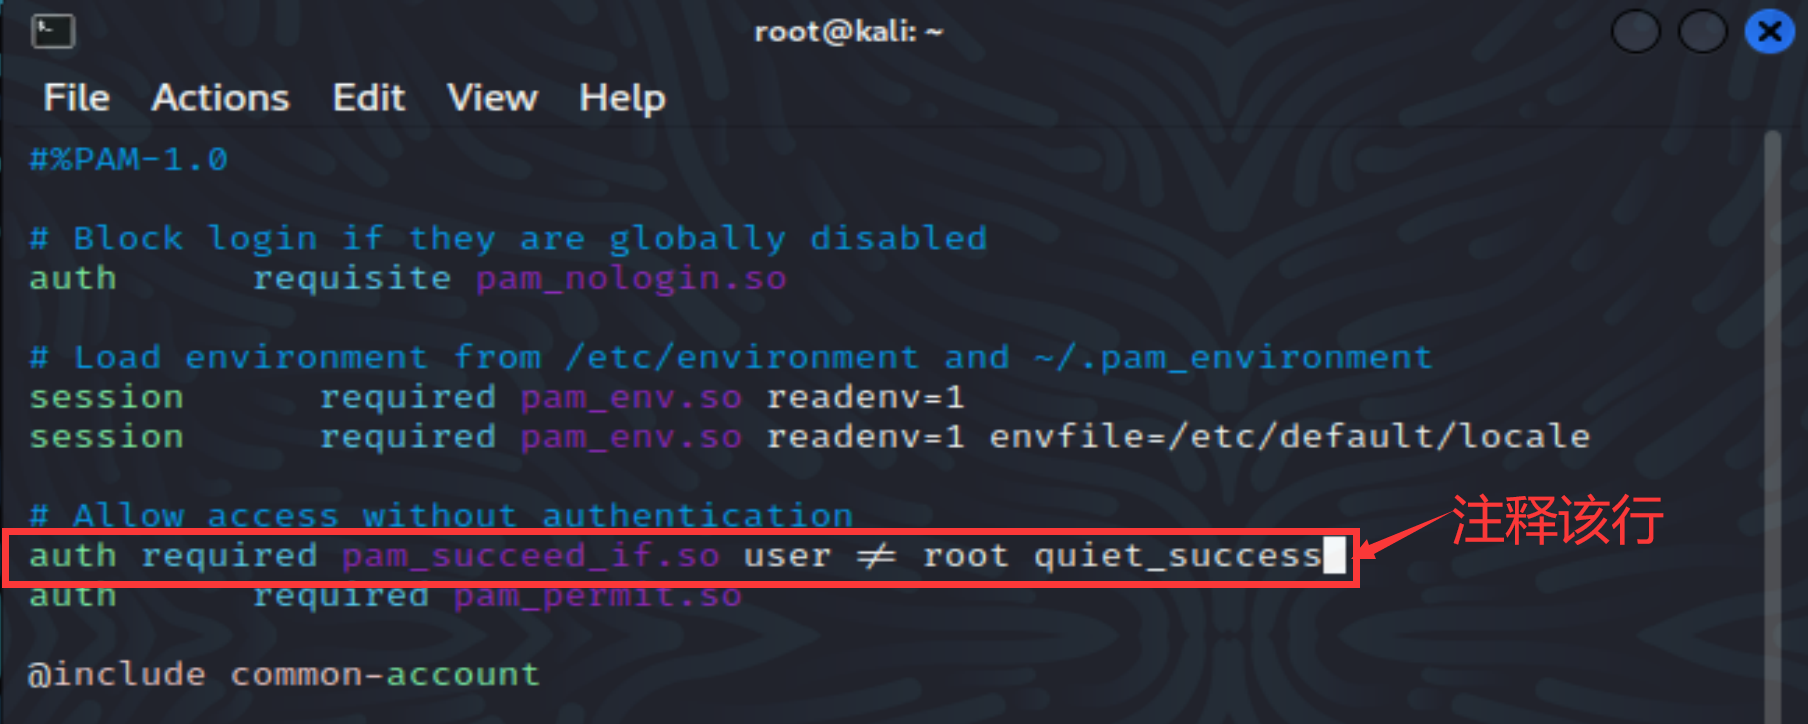 root@kali: ~
File Actions Edit View Help
#%PAM-1.0
# Block login if they are globally disabled
auth requisite pam_nologin.so
# Load environment from /etc/environment and ~/.pam_environment
session required pam_env.so readenv=1
session required pam_env.so readenv=1 envfile=/etc/default/locale
# Allow access without authentication
auth required pam_succeed_if.so user ≠ root quiet_success
注释该行
auth required pam_permit.so
@include common-account